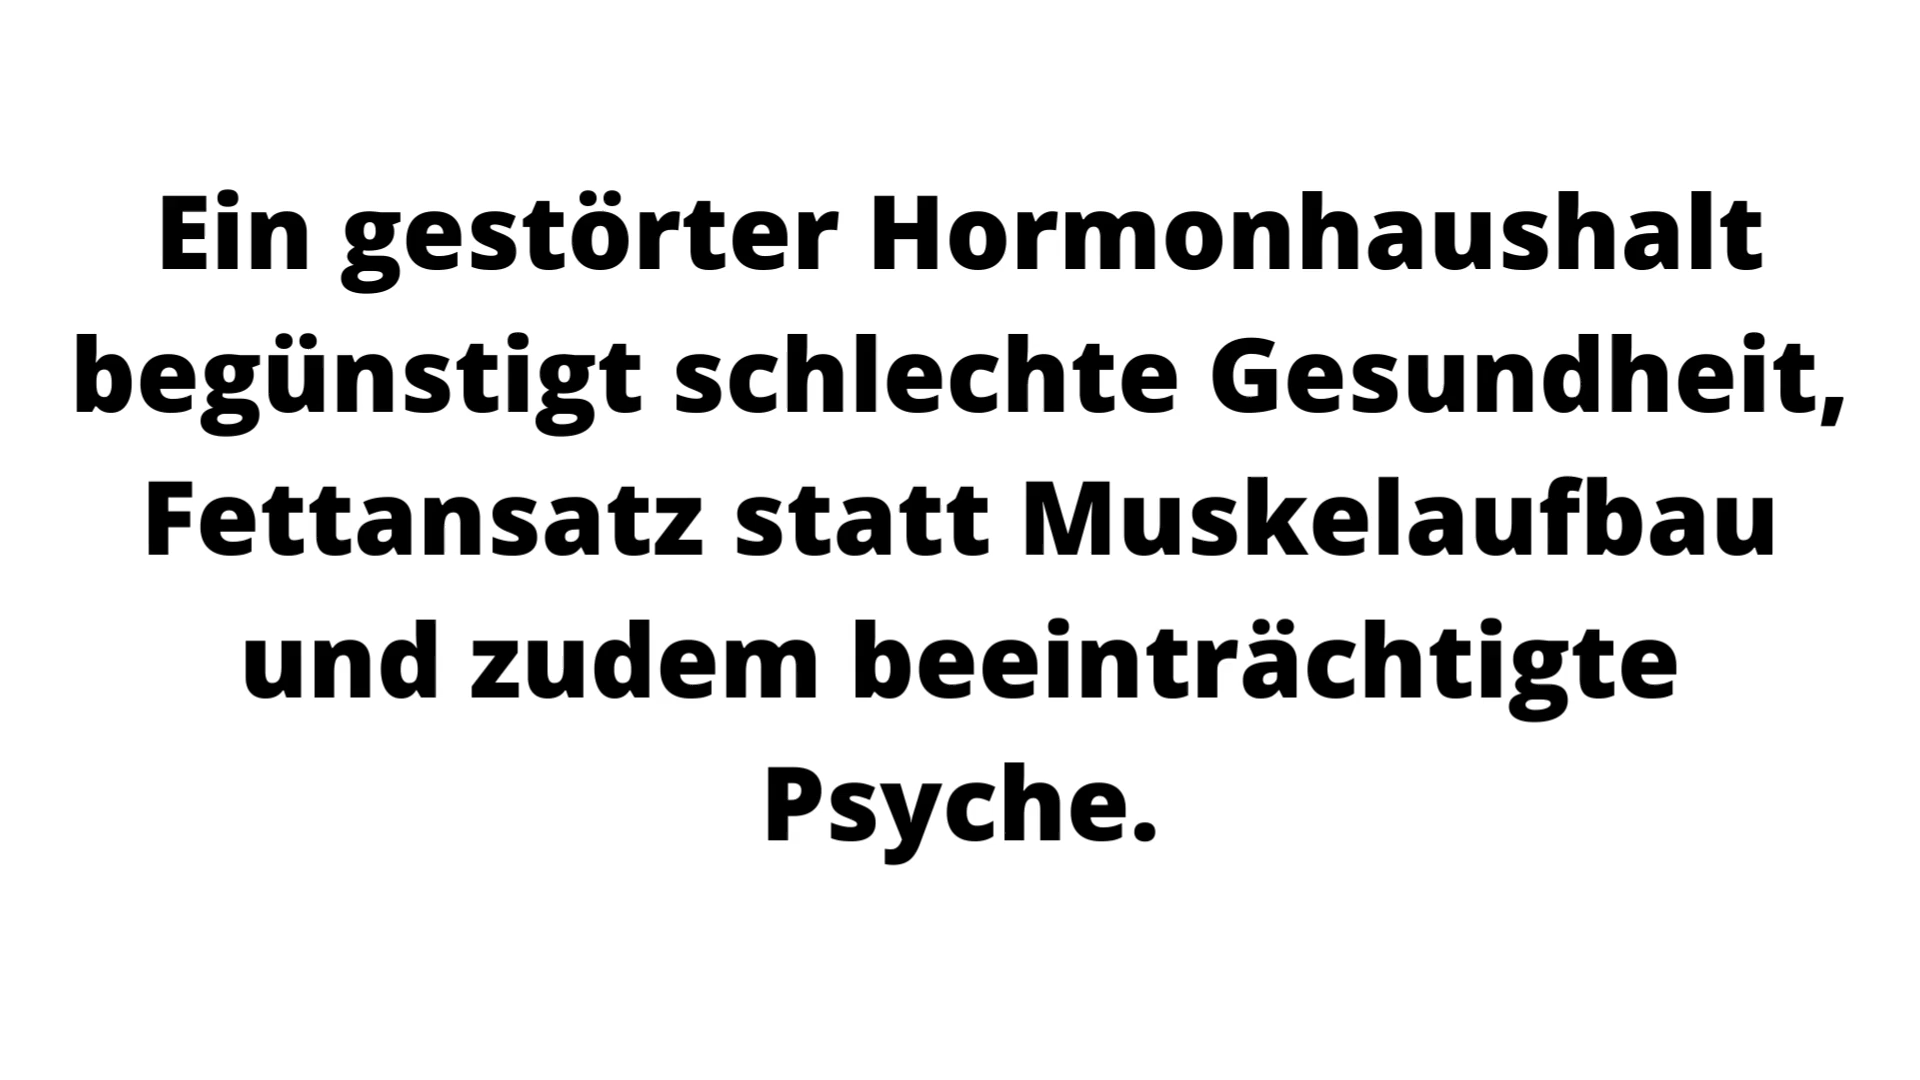 Ein gestörter Hormonhaushalt
begünstigt schlechte Gesundheit,
Fettansatz statt Muskelaufbau
und zudem beeinträchtigte
Psyche.